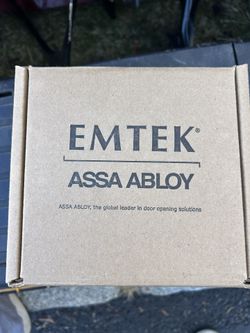 EMTEK®
ASSA ABLOY
ASSA ABLOY, the global leader in door opening solutions